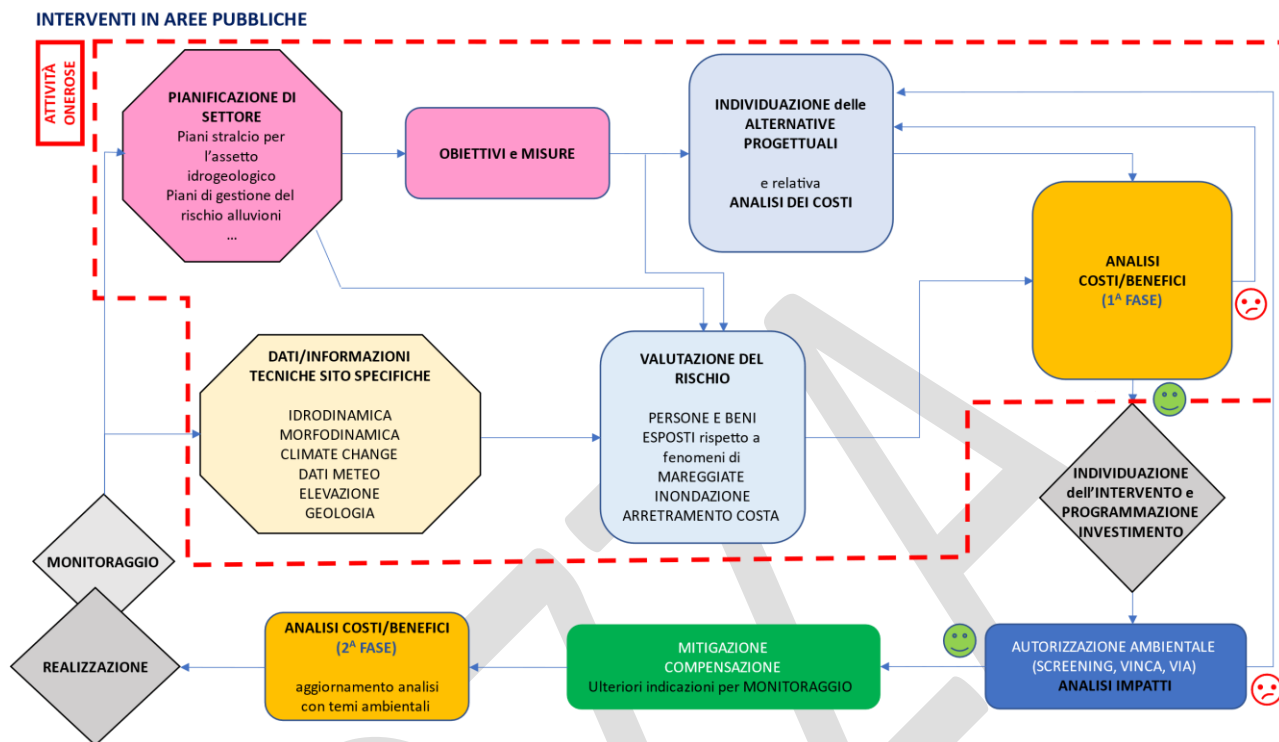 INTERVENTI IN AREE PUBBLICHE
ATTIVITÀ
ONEROSE
PIANIFICAZIONE DI
SETTORE
Piani stralcio per
l'assetto
idrogeologico
Piani di gestione del
rischio alluvioni
...
OBIETTIVI e MISURE
INDIVIDUAZIONE delle
ALTERNATIVE
PROGETTUALI
e relativa
ANALISI DEI COSTI
ANALISI
COSTI/BENEFICI
(1ᴬ FASE)
DATI/INFORMAZIONI
TECNICHE SITO SPECIFICHE
IDRODINAMICA
MORFODINAMICA
CLIMATE CHANGE
DATI METEO
ELEVAZIONE
GEOLOGIA
VALUTAZIONE DEL
RISCHIO
PERSONE E BENI
ESPOSTI rispetto a
fenomeni di
MAREGGIATE
INONDAZIONE
ARRETRAMENTO COSTA
INDIVIDUAZIONE
dell'INTERVENTO e
PROGRAMMAZIONE
INVESTIMENTO
MONITORAGGIO
REALIZZAZIONE
ANALISI COSTI/BENEFICI
(2ᴬ FASE)
aggiornamento analisi
con temi ambientali
MITIGAZIONE
COMPENSAZIONE
Ulteriori indicazioni per MONITORAGGIO
AUTORIZZAZIONE AMBIENTALE
(SCREENING, VINCA, VIA)
ANALISI IMPATTI